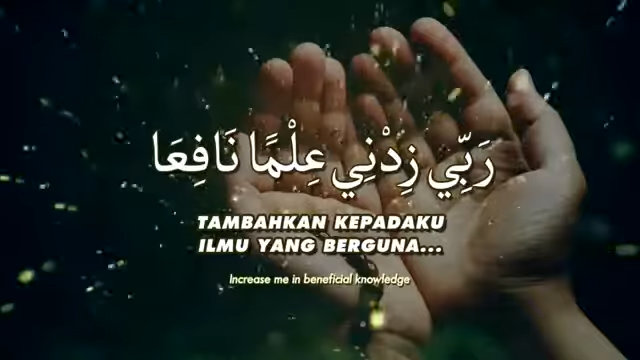 رَبِّي زِدْنِي عِلْمًا نَافِعَا
TAMBAHKAN KEPADAKU
ILMU YANG BERGUNA...
Increase me in beneficial knowledge